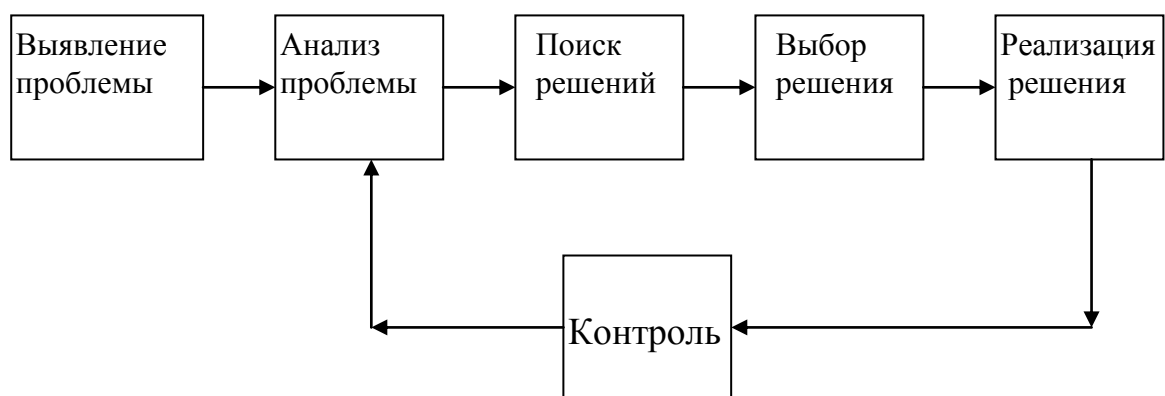 Выявление
проблемы
Анализ
проблемы
Поиск
решений
Выбор
решения
Реализация
решения
Контроль